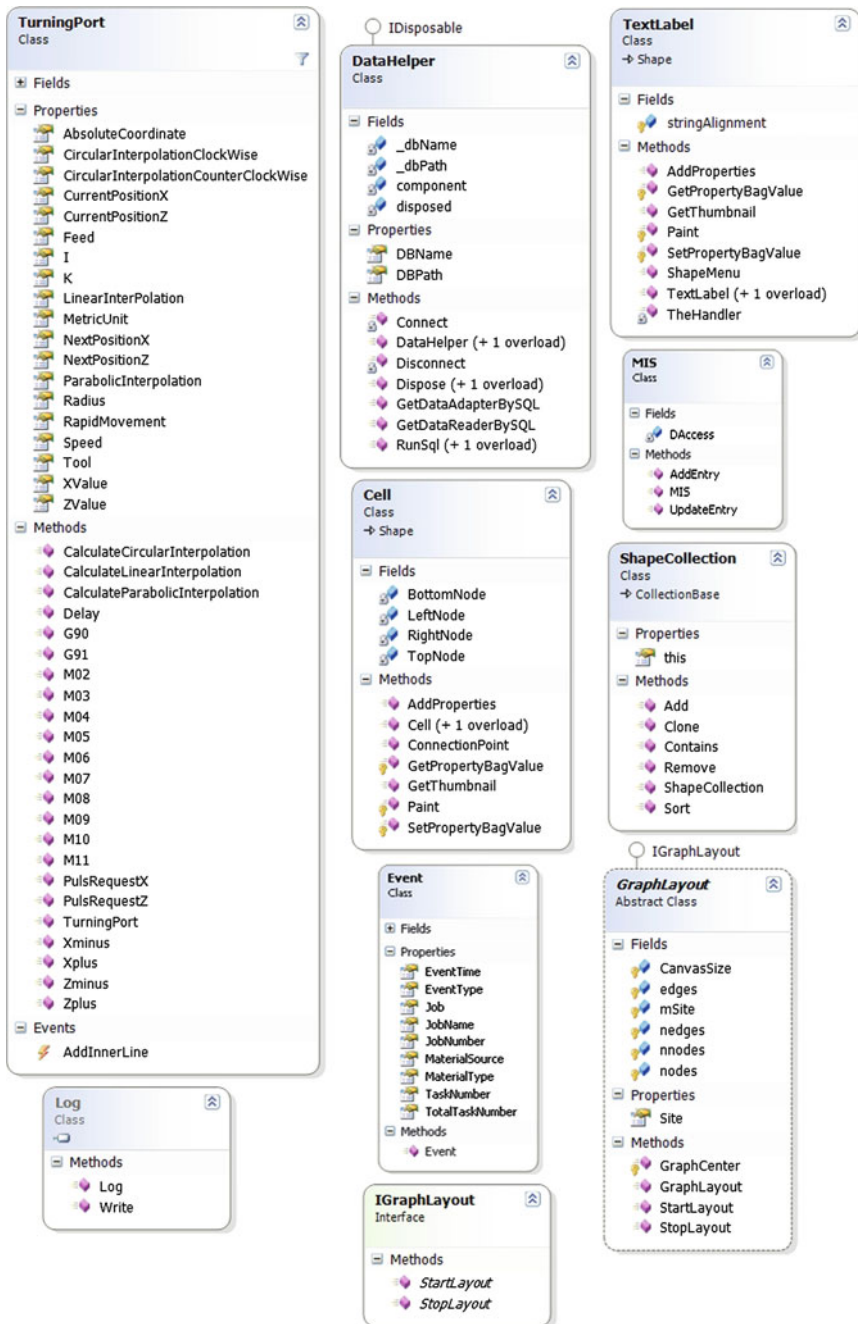 TurningPort
Class
Fields
Properties
AbsoluteCoordinate
CircularInterpolationClockWise
CircularInterpolationCounterClockWise
CurrentPositionX
CurrentPositionZ
Feed
I
K
LinearInterPolation
MetricUnit
NextPositionX
NextPositionZ
ParabolicInterpolation
Radius
RapidMovement
Speed
Tool
XValue
ZValue
Methods
CalculateCircularInterpolation
CalculateLinearInterpolation
CalculateParabolicInterpolation
Delay
G90
G91
M02
M03
M04
M05
M06
M07
M08
M09
M10
M11
PulsRequestX
PulsRequestZ
TurningPort
Xminus
Xplus
Zminus
Zplus
Events
AddInnerLine
Log
Class
Methods
Log
Write
IDisposable
DataHelper
Class
Fields
_dbName
_dbPath
component
disposed
Properties
DBName
DBPath
Methods
Connect
DataHelper (+ 1 overload)
Disconnect
Dispose (+ 1 overload)
GetDataAdapterBySQL
GetDataReaderBySQL
RunSql (+ 1 overload)
Cell
Class
Shape
Fields
BottomNode
LeftNode
RightNode
TopNode
Methods
AddProperties
Cell (+ 1 overload)
ConnectionPoint
GetPropertyBagValue
GetThumbnail
Paint
SetPropertyBagValue
Event
Class
Fields
Properties
EventTime
EventType
Job
JobName
JobNumber
MaterialSource
MaterialType
TaskNumber
TotalTaskNumber
Methods
Event
IGraphLayout
Interface
Methods
StartLayout
StopLayout
TextLabel
Class
Shape
Fields
stringAlignment
Methods
AddProperties
GetPropertyBagValue
GetThumbnail
Paint
SetPropertyBagValue
ShapeMenu
TextLabel (+ 1 overload)
TheHandler
MIS
Class
Fields
DAccess
Methods
AddEntry
MIS
UpdateEntry
ShapeCollection
Class
CollectionBase
Properties
this
Methods
Add
Clone
Contains
Remove
ShapeCollection
Sort
IGraphLayout
GraphLayout
Abstract Class
Fields
CanvasSize
edges
mSite
nedges
nnodes
nodes
Properties
Site
Methods
GraphCenter
GraphLayout
StartLayout
StopLayout